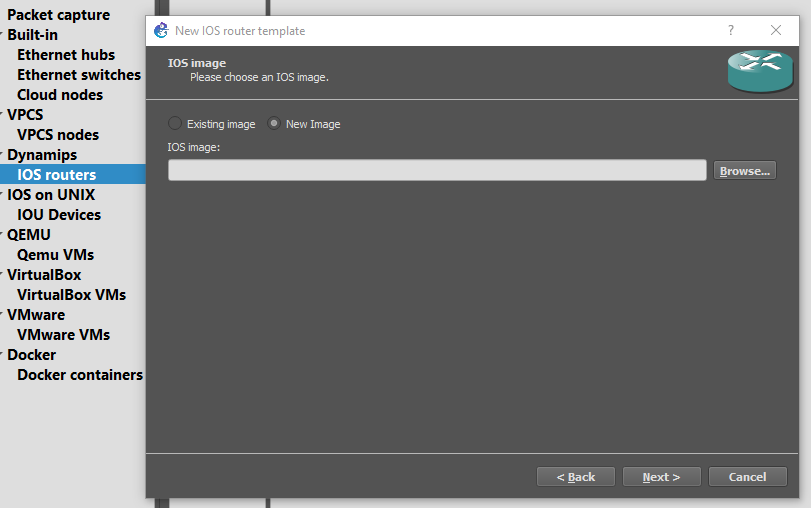 Packet capture
Built-in
Ethernet hubs
Ethernet switches
Cloud nodes
VPCS
VPCS nodes
Dynamips
IOS routers
IOS on UNIX
IOU Devices
QEMU
Qemu VMs
VirtualBox
VirtualBox VMs
VMware
VMware VMs
Docker
Docker containers
New IOS router template ?
IOS image
Please choose an IOS image.
Existing image New Image
IOS image:
Browse...
< Back Next > Cancel